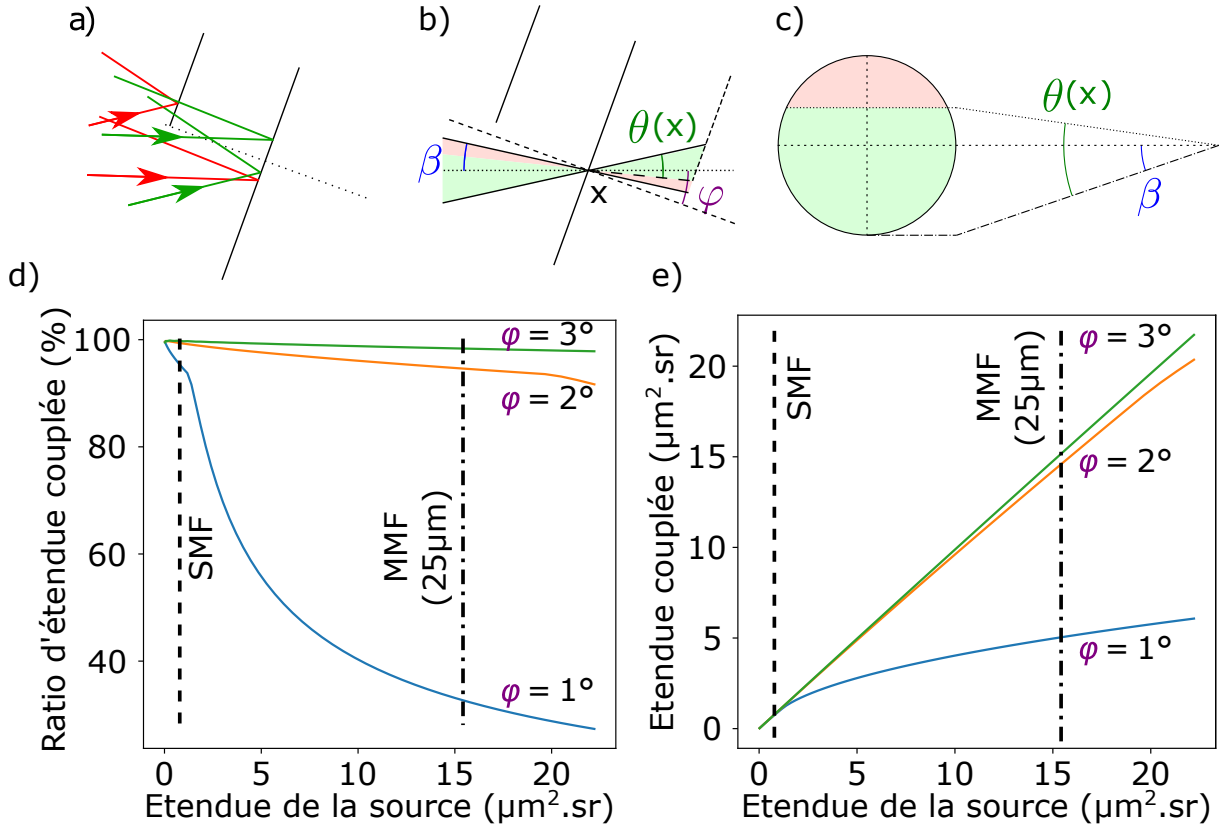 a)
b)
c)
β
θ(x)
x
φ
θ(x)
β
d)
Ratio d'étendue couplée (%)
100
80
60
40
0
5
10
15
20
Etendue de la source (µm².sr)
SMF
MMF
(25µm)
φ = 3°
φ = 2°
φ = 1°
e)
Etendue couplée (µm².sr)
20
15
10
5
0
0
5
10
15
20
Etendue de la source (µm².sr)
SMF
MMF
(25µm)
φ = 3°
φ = 2°
φ = 1°